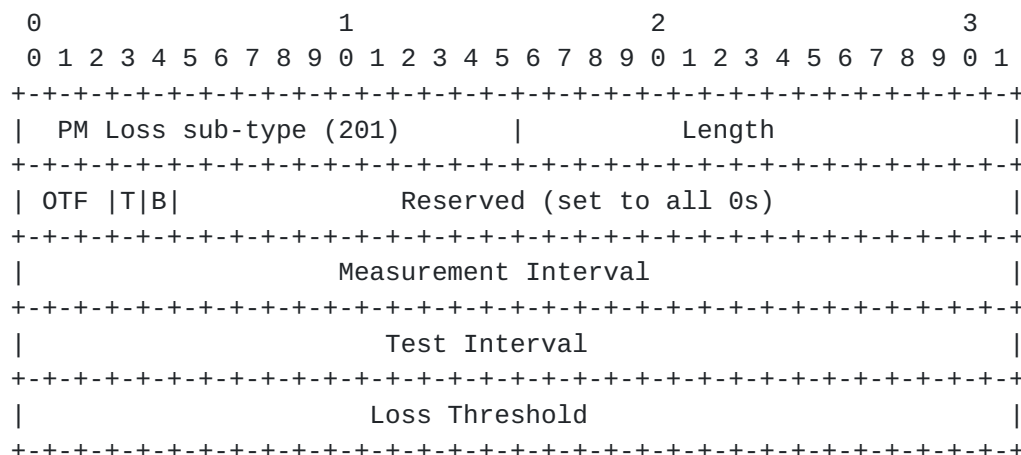 0                   1                   2                   3
 0 1 2 3 4 5 6 7 8 9 0 1 2 3 4 5 6 7 8 9 0 1 2 3 4 5 6 7 8 9 0 1
+-+-+-+-+-+-+-+-+-+-+-+-+-+-+-+-+-+-+-+-+-+-+-+-+-+-+-+-+-+-+-+-+
|  PM Loss sub-type (201)       |          Length               |
+-+-+-+-+-+-+-+-+-+-+-+-+-+-+-+-+-+-+-+-+-+-+-+-+-+-+-+-+-+-+-+-+
| OTF |T|B|              Reserved (set to all 0s)               |
+-+-+-+-+-+-+-+-+-+-+-+-+-+-+-+-+-+-+-+-+-+-+-+-+-+-+-+-+-+-+-+-+
|                    Measurement Interval                       |
+-+-+-+-+-+-+-+-+-+-+-+-+-+-+-+-+-+-+-+-+-+-+-+-+-+-+-+-+-+-+-+-+
|                       Test Interval                           |
+-+-+-+-+-+-+-+-+-+-+-+-+-+-+-+-+-+-+-+-+-+-+-+-+-+-+-+-+-+-+-+-+
|                      Loss Threshold                           |
+-+-+-+-+-+-+-+-+-+-+-+-+-+-+-+-+-+-+-+-+-+-+-+-+-+-+-+-+-+-+-+-+